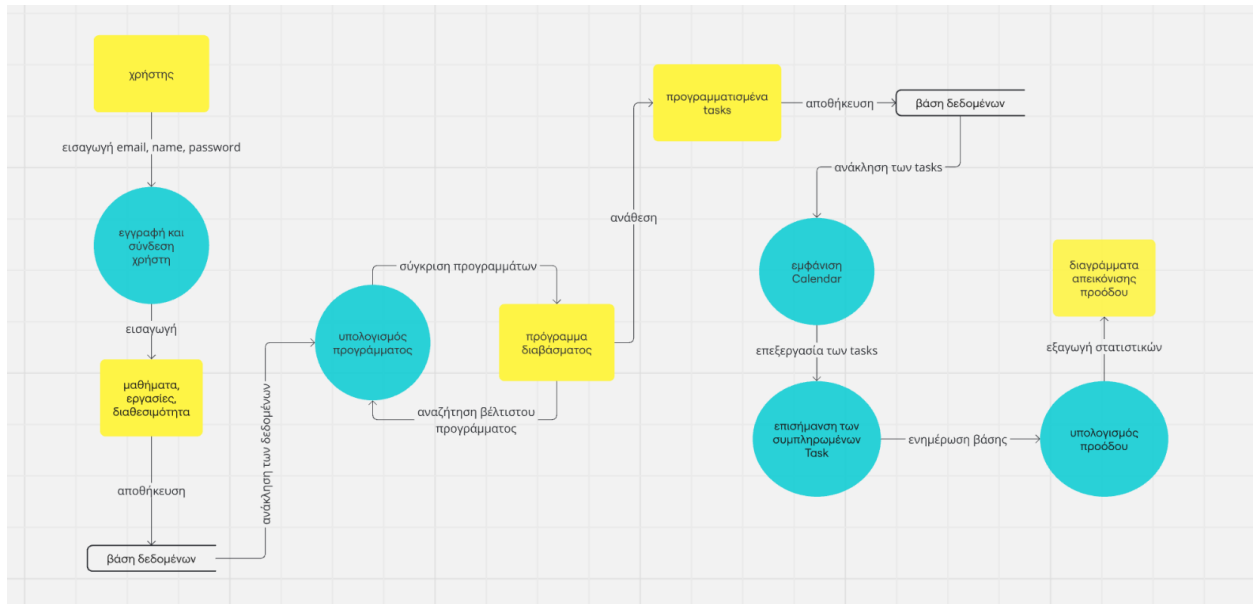 χρήστης
εισαγωγή email, name, password
εγγραφή και
σύνδεση
χρήστη
εισαγωγή
μαθήματα,
εργασίες,
διαθεσιμότητα
αποθήκευση
βάση δεδομένων
ανάκληση των δεδομένων
υπολογισμός
προγράμματος
σύγκριση προγραμμάτων
πρόγραμμα
διαβάσματος
αναζήτηση βέλτιστου
προγράμματος
ανάθεση
προγραμματισμένα
tasks
αποθήκευση
βάση δεδομένων
ανάκληση των tasks
εμφάνιση
Calendar
επεξεργασία των tasks
επισήμανση των
συμπληρωμένων
Task
ενημέρωση βάσης
υπολογισμός
προόδου
εξαγωγή στατιστικών
διαγράμματα
απεικόνισης
προόδου